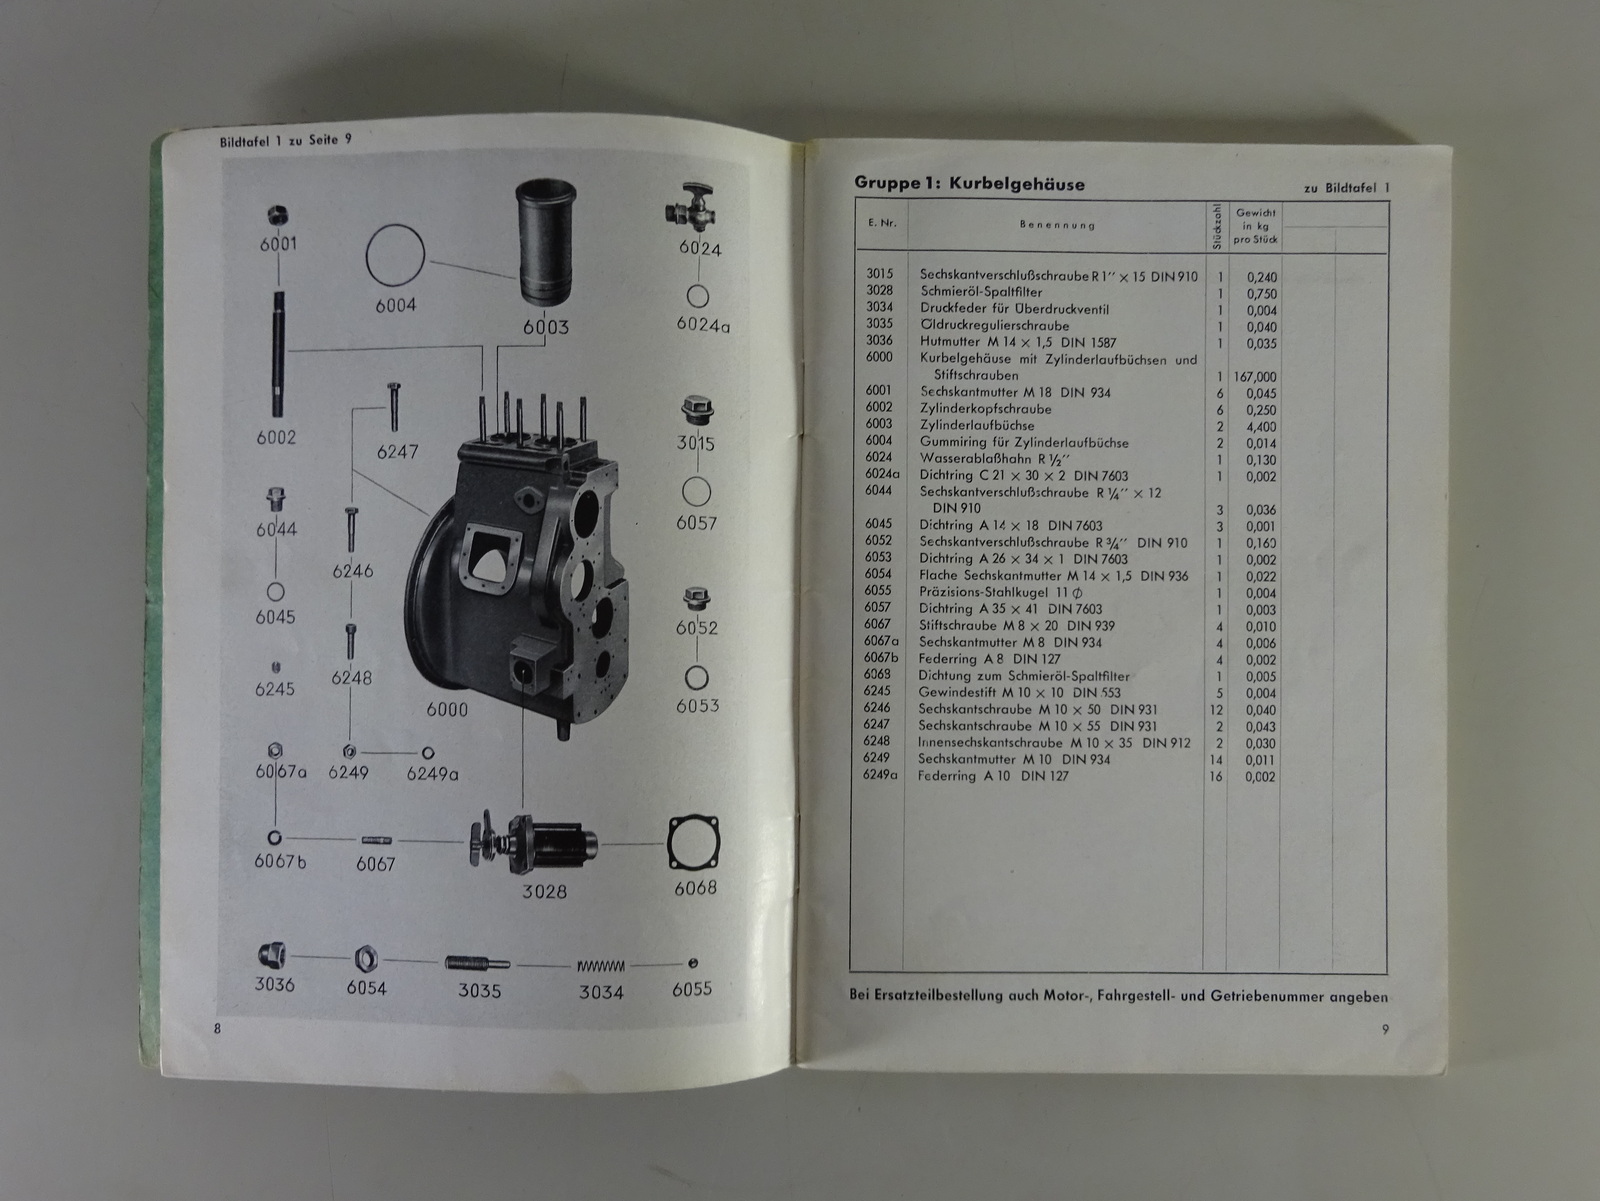 Bildtafel 1 zu Seite 9
6001
6004
6003
6024
6024a
6002
6247
3015
6044
6057
6246
6045
6052
6245
6248
6000
6053
6067a
6249
6249a
6067b
6067
3028
6068
3036
6054
3035
3034
6055
8
Gruppe 1: Kurbelgehäuse
zu Bildtafel 1
E. Nr. Benennung Stückzahl Gewicht in kg pro Stück
3015 Sechskantverschlußschraube R 1″ × 15 DIN 910 1 0,240
3028 Schmieröl-Spaltfilter 1 0,750
3034 Druckfeder für Überdruckventil 1 0,004
3035 Öldruckregulierschraube 1 0,040
3036 Hutmutter M 14 × 1,5 DIN 1587 1 0,035
6000 Kurbelgehäuse mit Zylinderlaufbüchsen und
Stiftschrauben 1 167,000
6001 Sechskantmutter M 18 DIN 934 6 0,045
6002 Zylinderkopfschraube 6 0,250
6003 Zylinderlaufbüchse 2 4,400
6004 Gummiring für Zylinderlaufbüchse 2 0,014
6024 Wasserablaßhahn R ½″ 1 0,130
6024a Dichtring C 21 × 30 × 2 DIN 7603 1 0,002
6044 Sechskantverschlußschraube R ¼″ × 12
DIN 910 3 0,036
6045 Dichtring A 14 × 18 DIN 7603 3 0,001
6052 Sechskantverschlußschraube R ¾″ DIN 910 1 0,160
6053 Dichtring A 26 × 34 × 1 DIN 7603 1 0,002
6054 Flache Sechskantmutter M 14 × 1,5 DIN 936 1 0,022
6055 Präzisions-Stahlkugel 11 ∅ 1 0,004
6057 Dichtring A 35 × 41 DIN 7603 1 0,003
6067 Stiftschraube M 8 × 20 DIN 939 4 0,010
6067a Sechskantmutter M 8 DIN 934 4 0,006
6067b Federring A 8 DIN 127 4 0,002
6068 Dichtung zum Schmieröl-Spaltfilter 1 0,005
6245 Gewindestift M 10 × 10 DIN 553 5 0,004
6246 Sechskantschraube M 10 × 50 DIN 931 12 0,040
6247 Sechskantschraube M 10 × 55 DIN 931 2 0,043
6248 Innensechskantschraube M 10 × 35 DIN 912 2 0,030
6249 Sechskantmutter M 10 DIN 934 14 0,011
6249a Federring A 10 DIN 127 16 0,002
Bei Ersatzteilbestellung auch Motor-, Fahrgestell- und Getriebenummer angeben
9